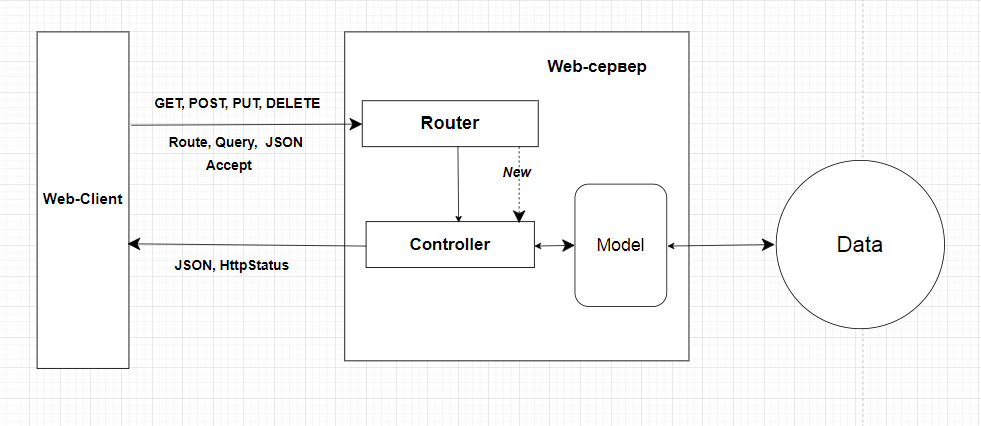 Web-сервер
GET, POST, PUT, DELETE
Router
Route, Query, JSON
Accept
New
Web-Client
Controller
Model
Data
JSON, HttpStatus